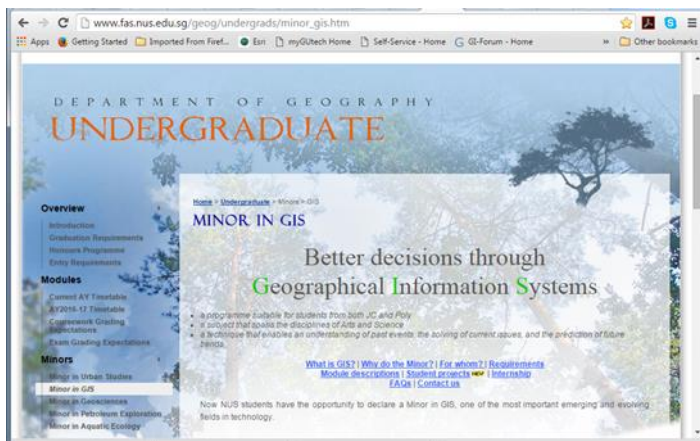 www.fas.nus.edu.sg/geog/undergrads/minor_gis.htm
Apps Getting Started Imported From Firef... Esri myGUtech Home Self-Service - Home GI-Forum - Home » Other bookmarks
DEPARTMENT OF GEOGRAPHY
UNDERGRADUATE
Overview
Introduction
Graduation Requirements
Honours Programme
Entry Requirements
Modules
Current AY Timetable
AY2016-17 Timetable
Coursework Grading
Expectations
Exam Grading Expectations
Minors
Minor in Urban Studies
Minor in GIS
Minor in Geosciences
Minor in Petroleum Exploration
Minor in Aquatic Ecology
Home > Undergraduate > Minors > GIS
MINOR IN GIS
Better decisions through
Geographical Information Systems
a programme suitable for students from both JC and Poly
a subject that spans the disciplines of Arts and Science
a technique that enables an understanding of past events, the solving of current issues, and the prediction of future
trends.
What is GIS? | Why do the Minor? | For whom? | Requirements
Module descriptions | Student projects NEW | Internship
FAQs | Contact us
Now NUS students have the opportunity to declare a Minor in GIS, one of the most important emerging and evolving
fields in technology.